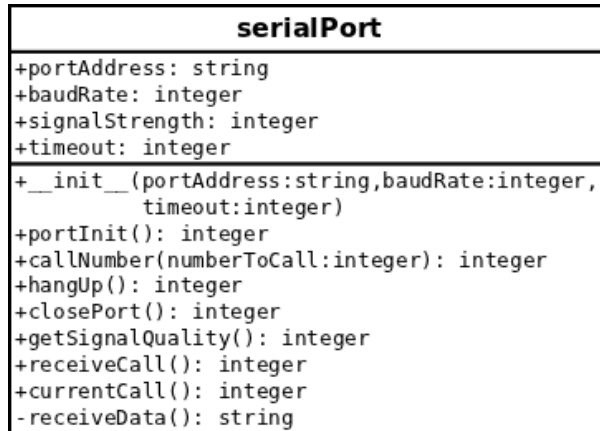 serialPort
+portAddress: string
+baudRate: integer
+signalStrength: integer
+timeout: integer
+__init__(portAddress:string,baudRate:integer,
timeout:integer)
+portInit(): integer
+callNumber(numberToCall:integer): integer
+hangUp(): integer
+closePort(): integer
+getSignalQuality(): integer
+receiveCall(): integer
+currentCall(): integer
-receiveData(): string